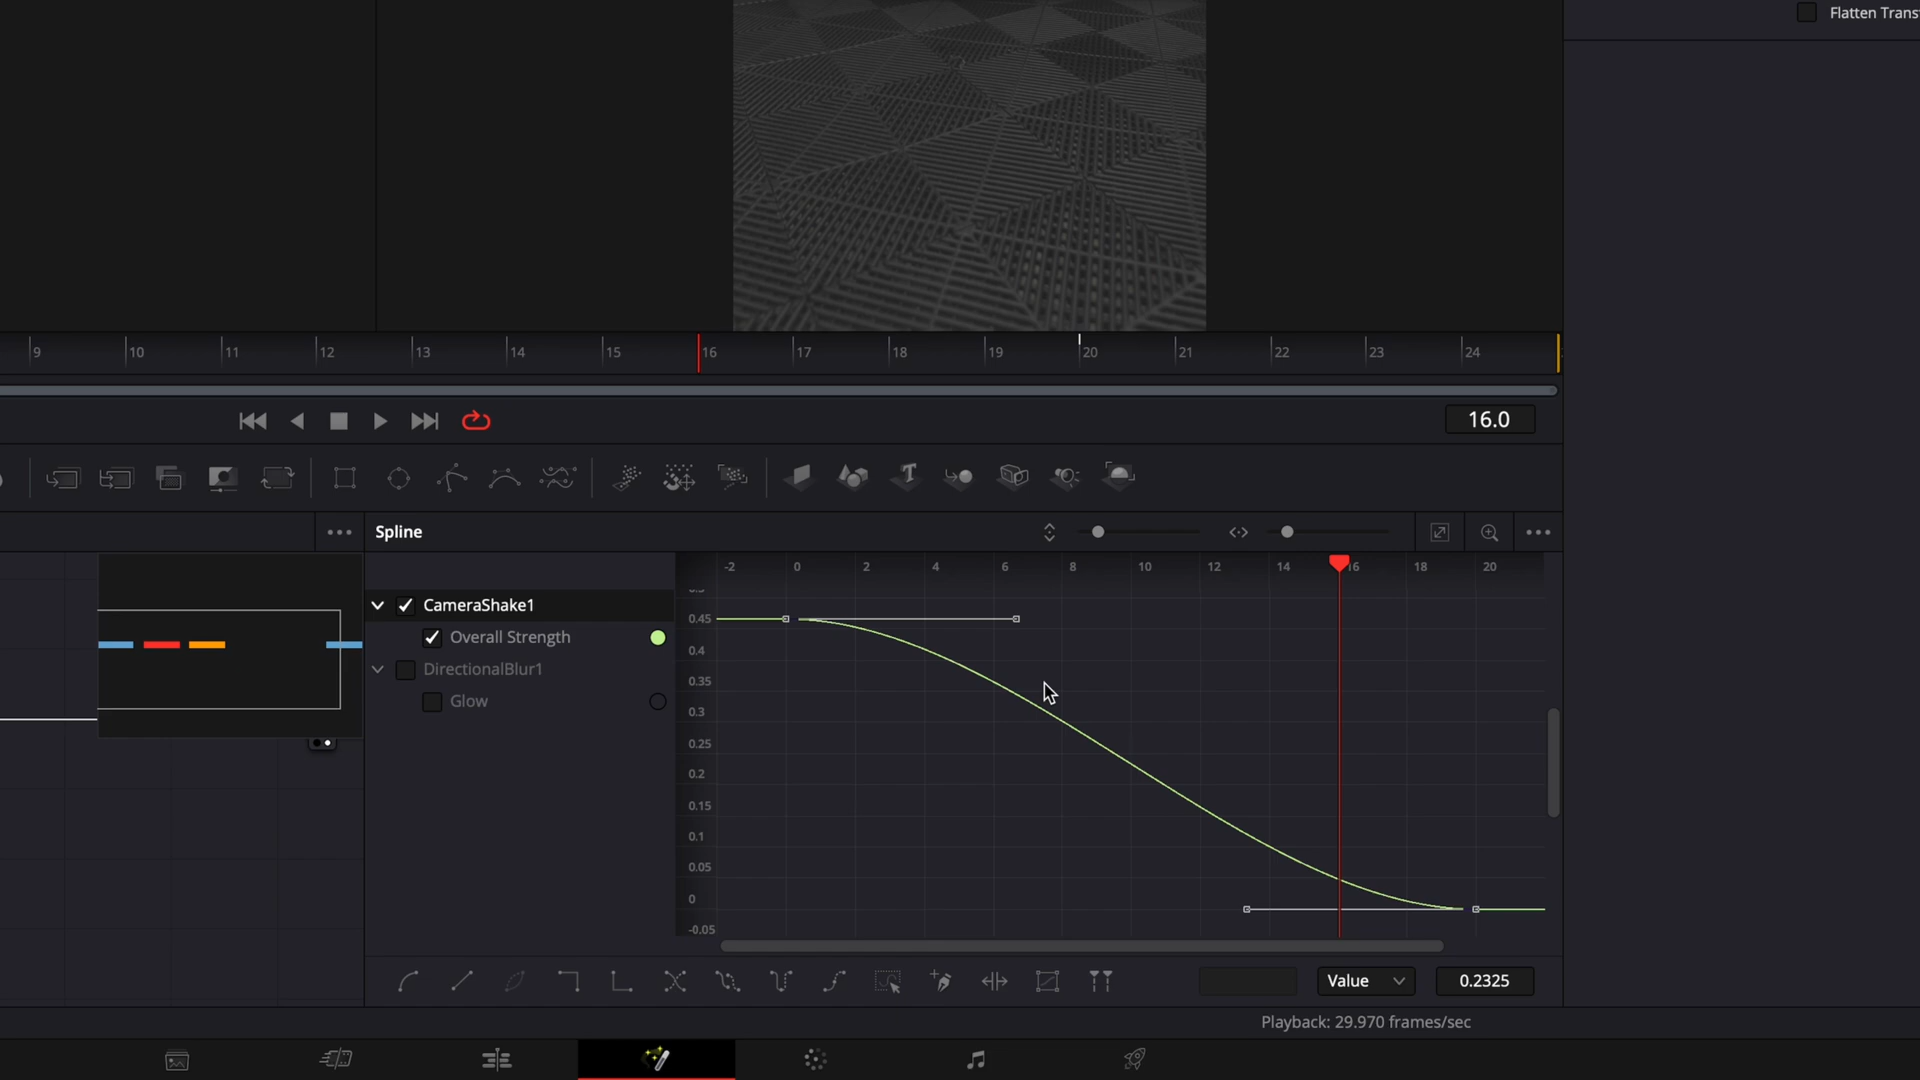 Flatten Trans
9 10 11 12 13 14 15 16 17 18 19 20 21 22 23 24
16.0
T
Spline
-2 0 2 4 6 8 10 12 14 16 18 20
CameraShake1
Overall Strength
DirectionalBlur1
Glow
0.45
0.4
0.35
0.3
0.25
0.2
0.15
0.1
0.05
0
-0.05
Value 0.2325
Playback: 29.970 frames/sec